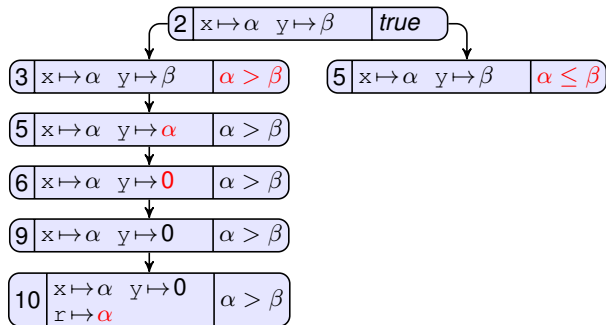 2 x↦α y↦β true
3 x↦α y↦β α > β
5 x↦α y↦β α ≤ β
5 x↦α y↦α α > β
6 x↦α y↦0 α > β
9 x↦α y↦0 α > β
10 x↦α y↦0 α > β
r↦α